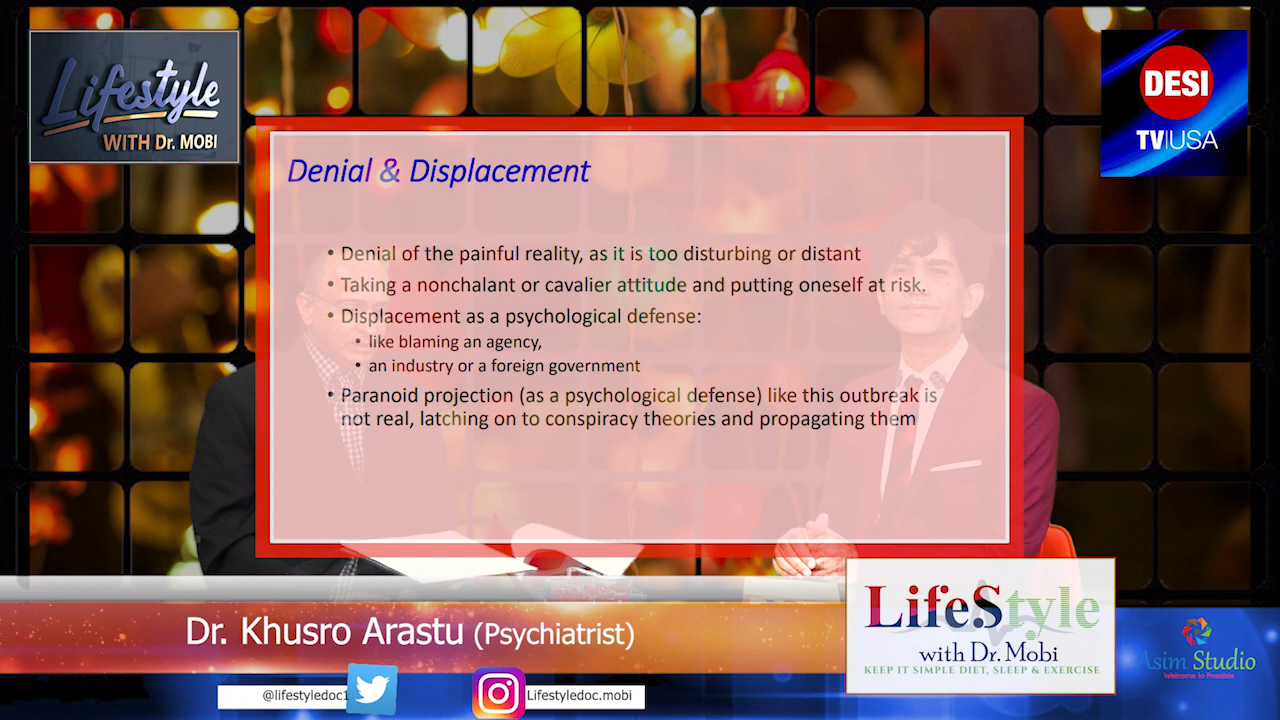 Lifestyle
WITH Dr. MOBI
DESI
TV|USA
Denial & Displacement
• Denial of the painful reality, as it is too disturbing or distant
• Taking a nonchalant or cavalier attitude and putting oneself at risk.
• Displacement as a psychological defense:
• like blaming an agency,
• an industry or a foreign government
• Paranoid projection (as a psychological defense) like this outbreak is
not real, latching on to conspiracy theories and propagating them
LifeStyle
with Dr. Mobi
KEEP IT SIMPLE DIET, SLEEP & EXERCISE
Dr. Khusro Arastu (Psychiatrist)
Asim Studio
Welcome to Possible
@lifestyledoc1
Lifestyledoc.mobi